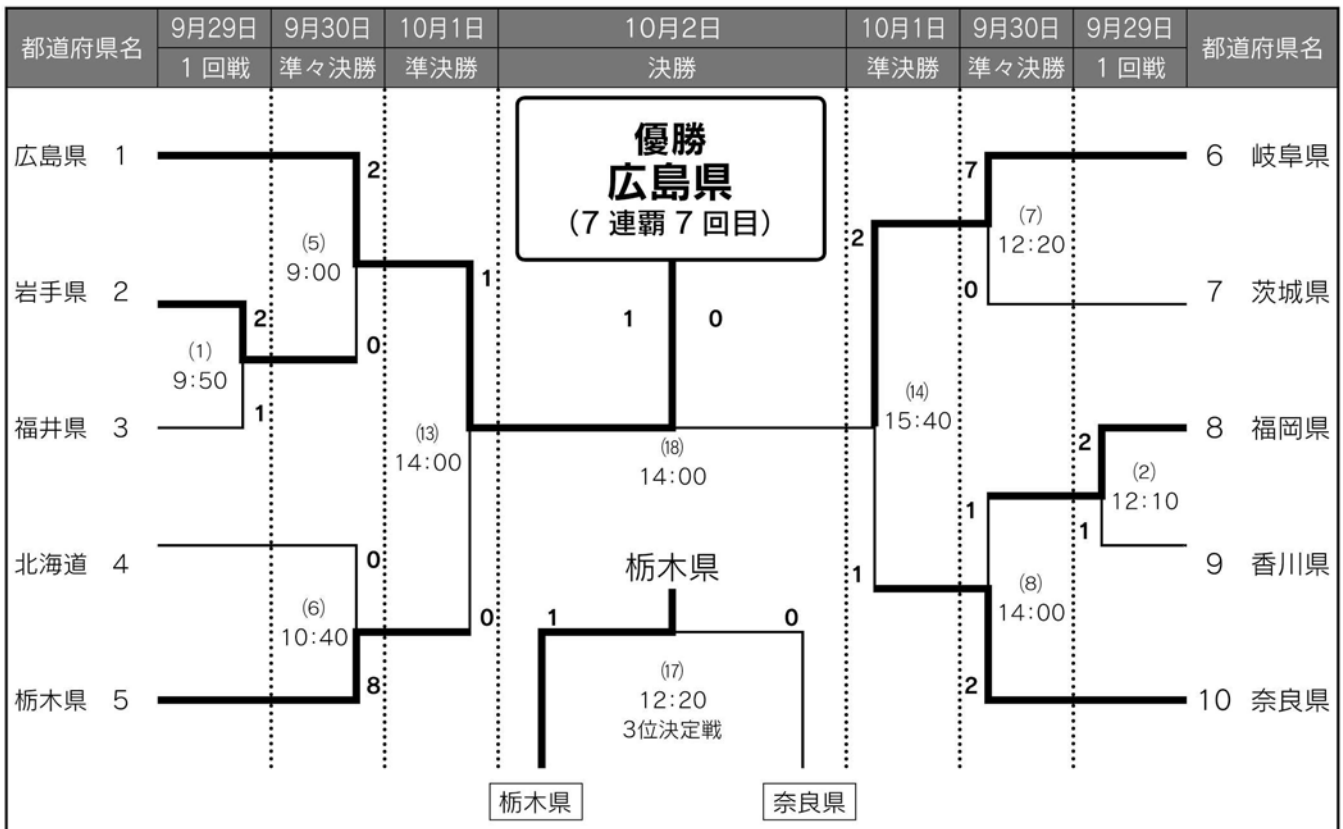 都道府県名 9月29日 9月30日 10月1日 10月2日 10月1日 9月30日 9月29日 都道府県名
1回戦 準々決勝 準決勝 決勝 準決勝 準々決勝 1回戦
優勝
広島県
(7連覇7回目)
広島県 1
2
(5)
9:00
岩手県 2
2
0
(1)
9:50
1
福井県 3
1
(13)
14:00
北海道 4
0
(6)
10:40
0
8
栃木県 5
1 0
(18)
14:00
栃木県
1 0
(17)
12:20
3位決定戦
栃木県 奈良県
6 岐阜県
7
(7)
12:20
2
0
7 茨城県
(14)
15:40
8 福岡県
2
(2)
12:10
1
1
9 香川県
1
(8)
14:00
2
10 奈良県